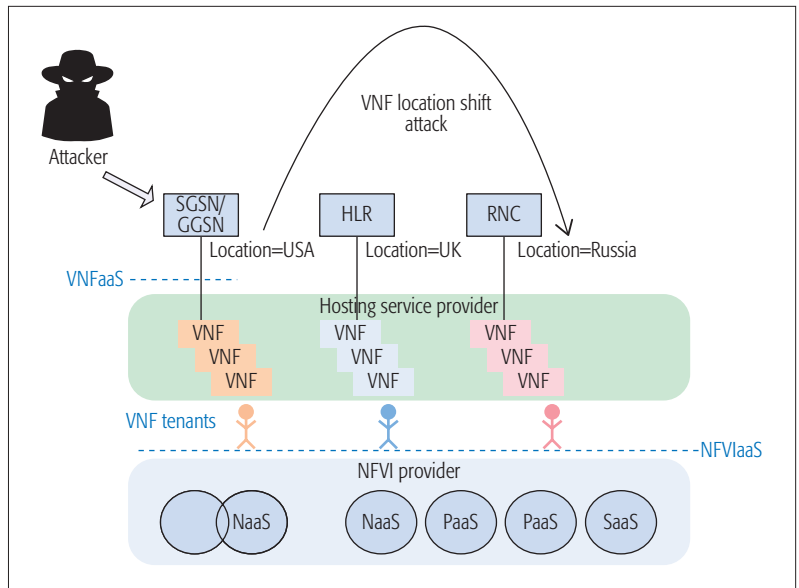 VNF location shift
attack
Attacker
SGSN/
GGSN
HLR
RNC
Location=USA
Location=UK
Location=Russia
VNFaaS
Hosting service provider
VNF
VNF
VNF
VNF
VNF
VNF
VNF
VNF
VNF
VNF tenants
NFVIaaS
NFVI provider
NaaS
NaaS
PaaS
PaaS
SaaS